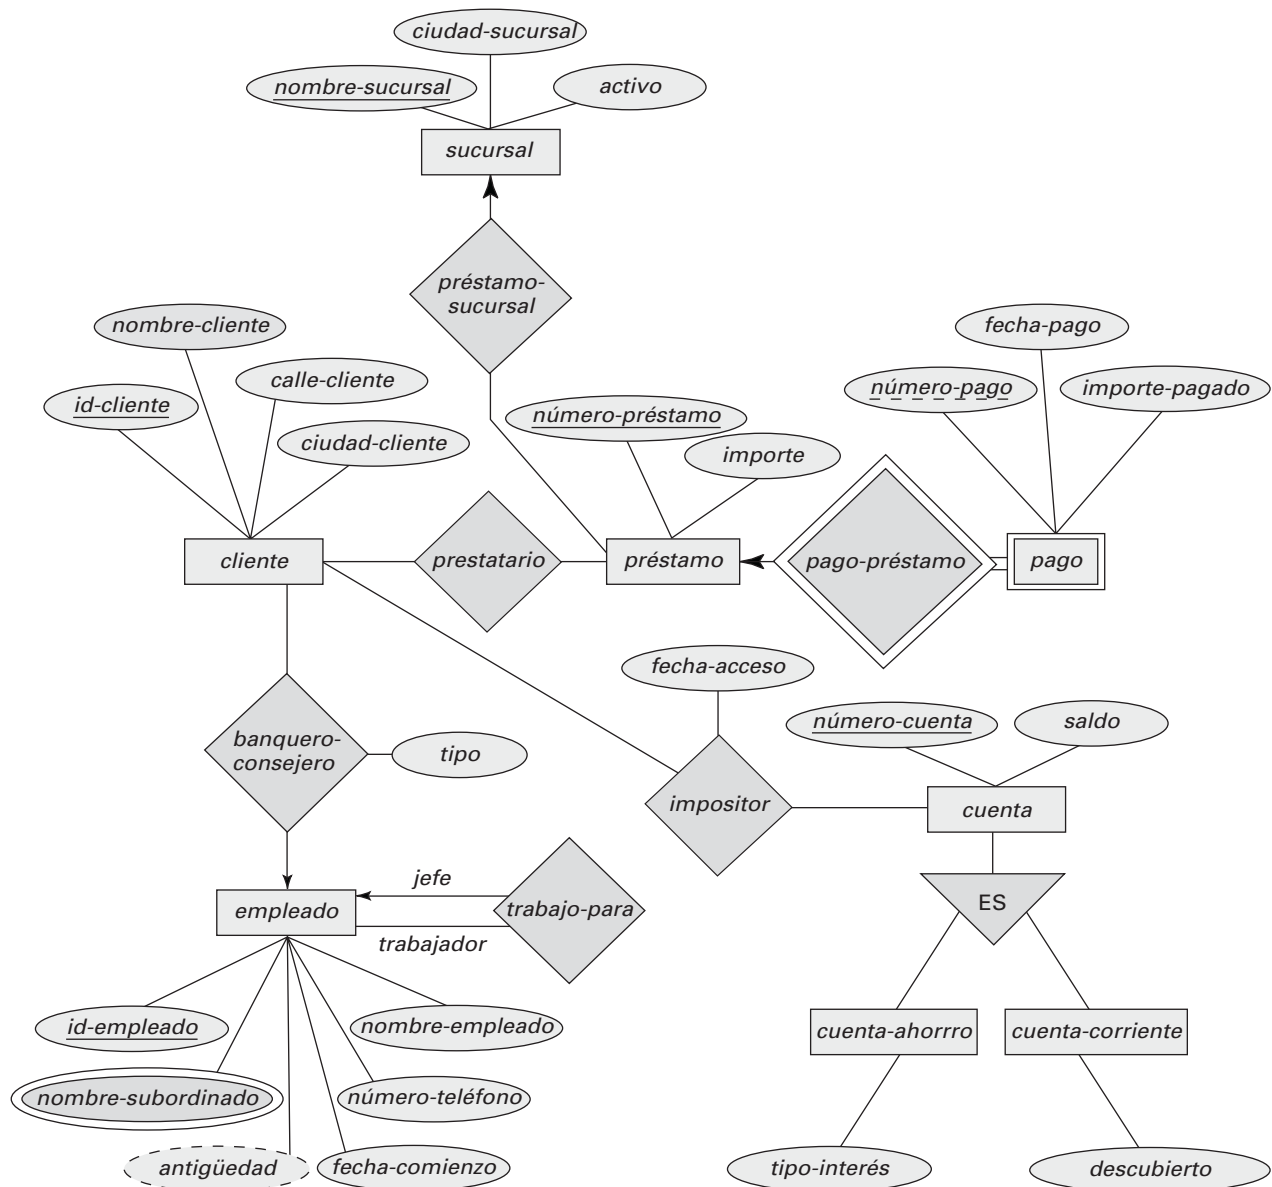 ciudad-sucursal
nombre-sucursal
activo
sucursal
préstamo-
sucursal
nombre-cliente
fecha-pago
calle-cliente
id-cliente
número-pago
importe-pagado
número-préstamo
ciudad-cliente
importe
cliente
prestatario
préstamo
pago-préstamo
pago
fecha-acceso
número-cuenta
saldo
banquero-
consejero
tipo
impositor
cuenta
jefe
empleado
trabajo-para
trabajador
ES
id-empleado
nombre-empleado
cuenta-ahorrro
cuenta-corriente
nombre-subordinado
número-teléfono
antigüedad
fecha-comienzo
tipo-interés
descubierto